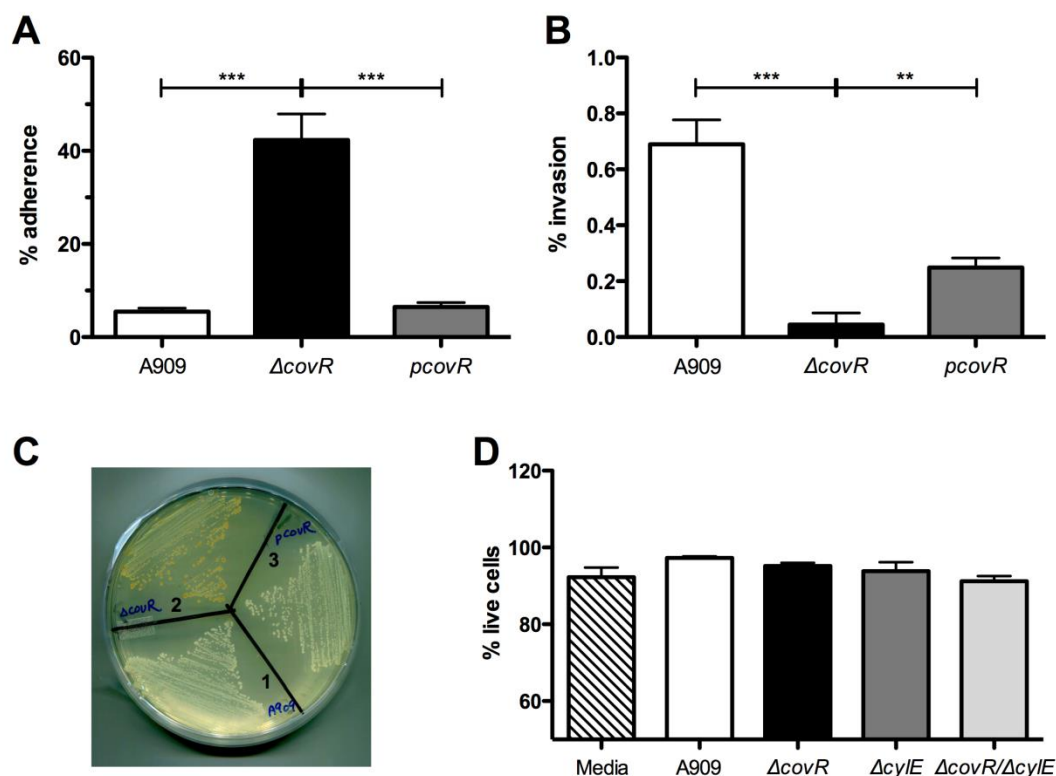 A
% adherence
60
40
20
0
***
***
A909
ΔcovR
pcovR
B
% invasion
1.0
0.8
0.6
0.4
0.2
0.0
***
**
A909
ΔcovR
pcovR
C
pcovR
3
ΔcovR
2
1
A909
D
% live cells
120
100
80
60
Media
A909
ΔcovR
ΔcylE
ΔcovR/ΔcylE